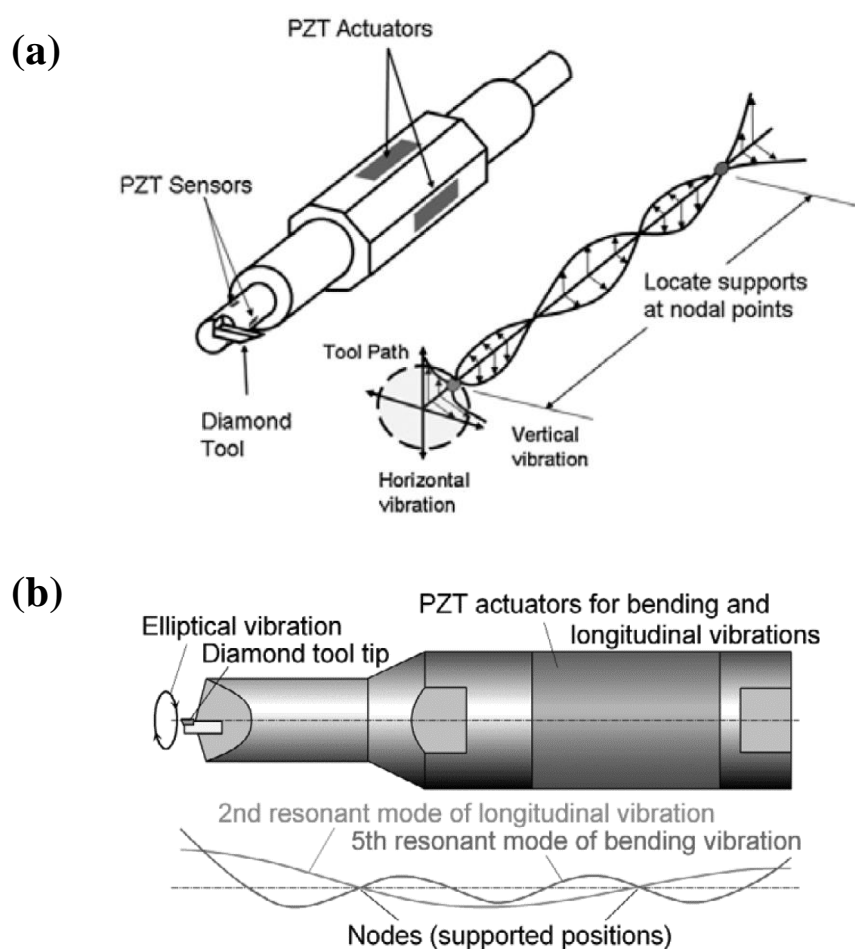 (a)
PZT Actuators
PZT Sensors
Diamond
Tool
Tool Path
Locate supports
at nodal points
Vertical
vibration
Horizontal
vibration
(b)
PZT actuators for bending and
longitudinal vibrations
Elliptical vibration
Diamond tool tip
2nd resonant mode of longitudinal vibration
5th resonant mode of bending vibration
Nodes (supported positions)